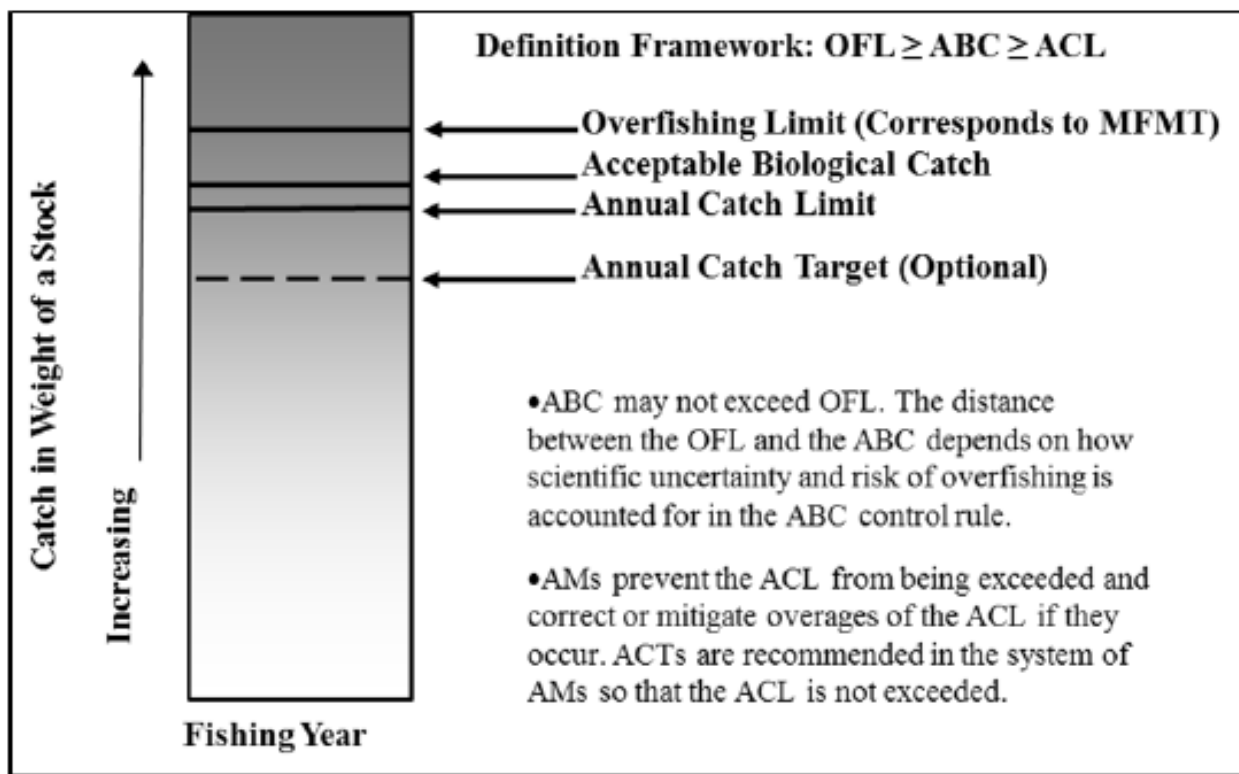 Definition Framework: OFL ≥ ABC ≥ ACL
Overfishing Limit (Corresponds to MFMT)
Acceptable Biological Catch
Annual Catch Limit
Annual Catch Target (Optional)
Catch in Weight of a Stock
Increasing
•ABC may not exceed OFL. The distance
between the OFL and the ABC depends on how
scientific uncertainty and risk of overfishing is
accounted for in the ABC control rule.
•AMs prevent the ACL from being exceeded and
correct or mitigate overages of the ACL if they
occur. ACTs are recommended in the system of
AMs so that the ACL is not exceeded.
Fishing Year